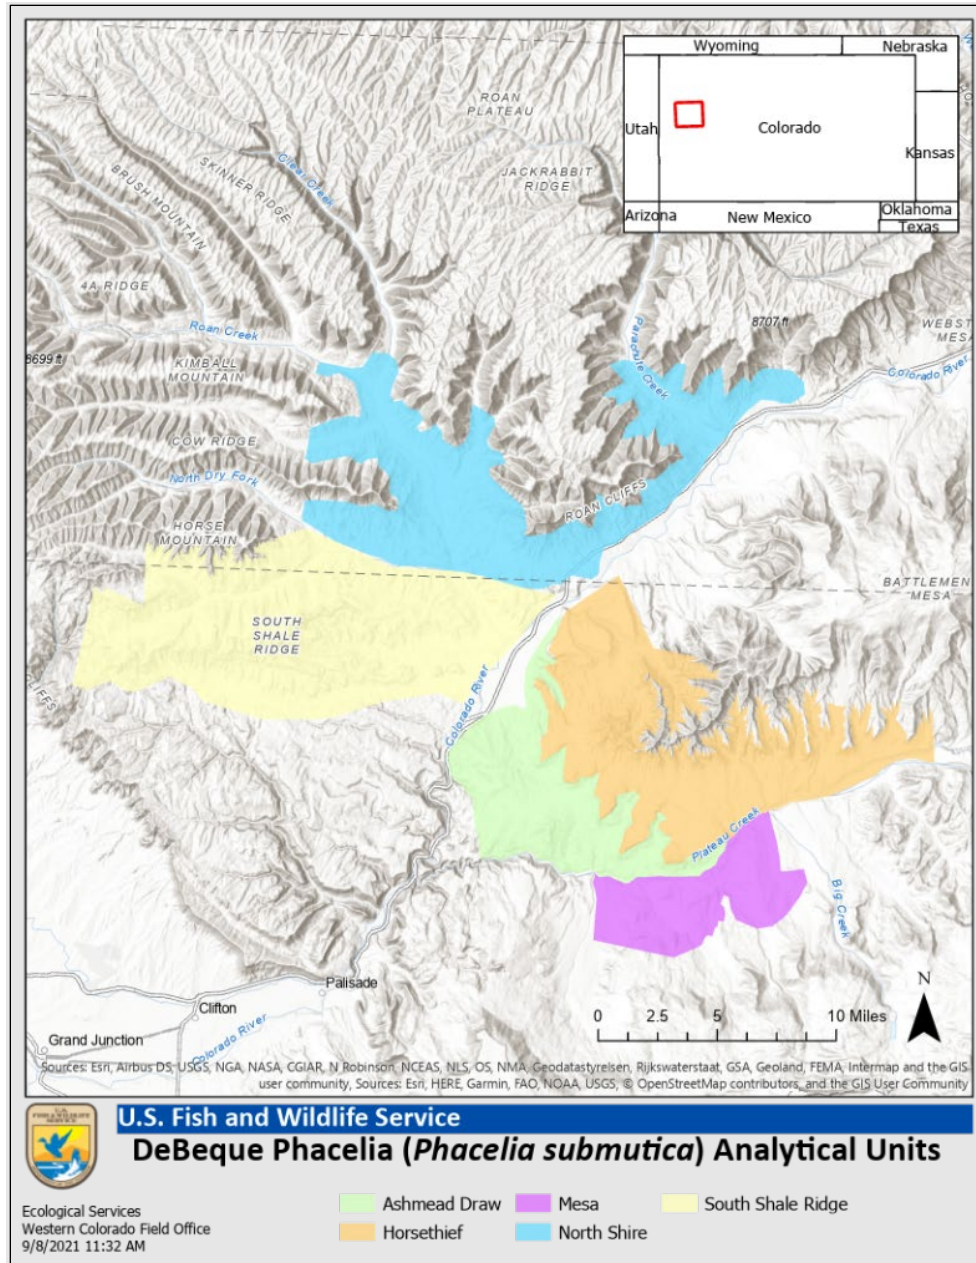 Wyoming
Nebraska
Utah
Colorado
Kansas
Arizona
New Mexico
Oklahoma
Texas
ROAN
PLATEAU
Clear Creek
SKINNER RIDGE
JACKRABBIT
RIDGE
BRUSH MOUNTAIN
4A RIDGE
Roan Creek
Parachute Creek
8707 ft
8699 ft
KIMBALL
MOUNTAIN
Colorado River
COW RIDGE
North Dry Fork
ROAN CLIFFS
HORSE
MOUNTAIN
BATTLEMEN
MESA
SOUTH
SHALE
RIDGE
CLIFFS
Colorado River
Plateau Creek
Big Creek
N
Palisade
Clifton
Grand Junction
Colorado River
0 2.5 5 10 Miles
Sources: Esri, Airbus DS, USGS, NGA, NASA, CGIAR, N Robinson, NCEAS, NLS, OS, NMA, Geodatastyrelsen, Rijkswaterstaat, GSA, Geoland, FEMA, Intermap and the GIS
user community, Sources: Esri, HERE, Garmin, FAO, NOAA, USGS, © OpenStreetMap contributors, and the GIS User Community
U.S.
FISH AND WILDLIFE
SERVICE
U.S. Fish and Wildlife Service
DeBeque Phacelia (Phacelia submutica) Analytical Units
Ecological Services
Western Colorado Field Office
9/8/2021 11:32 AM
Ashmead Draw
Mesa
South Shale Ridge
Horsethief
North Shire